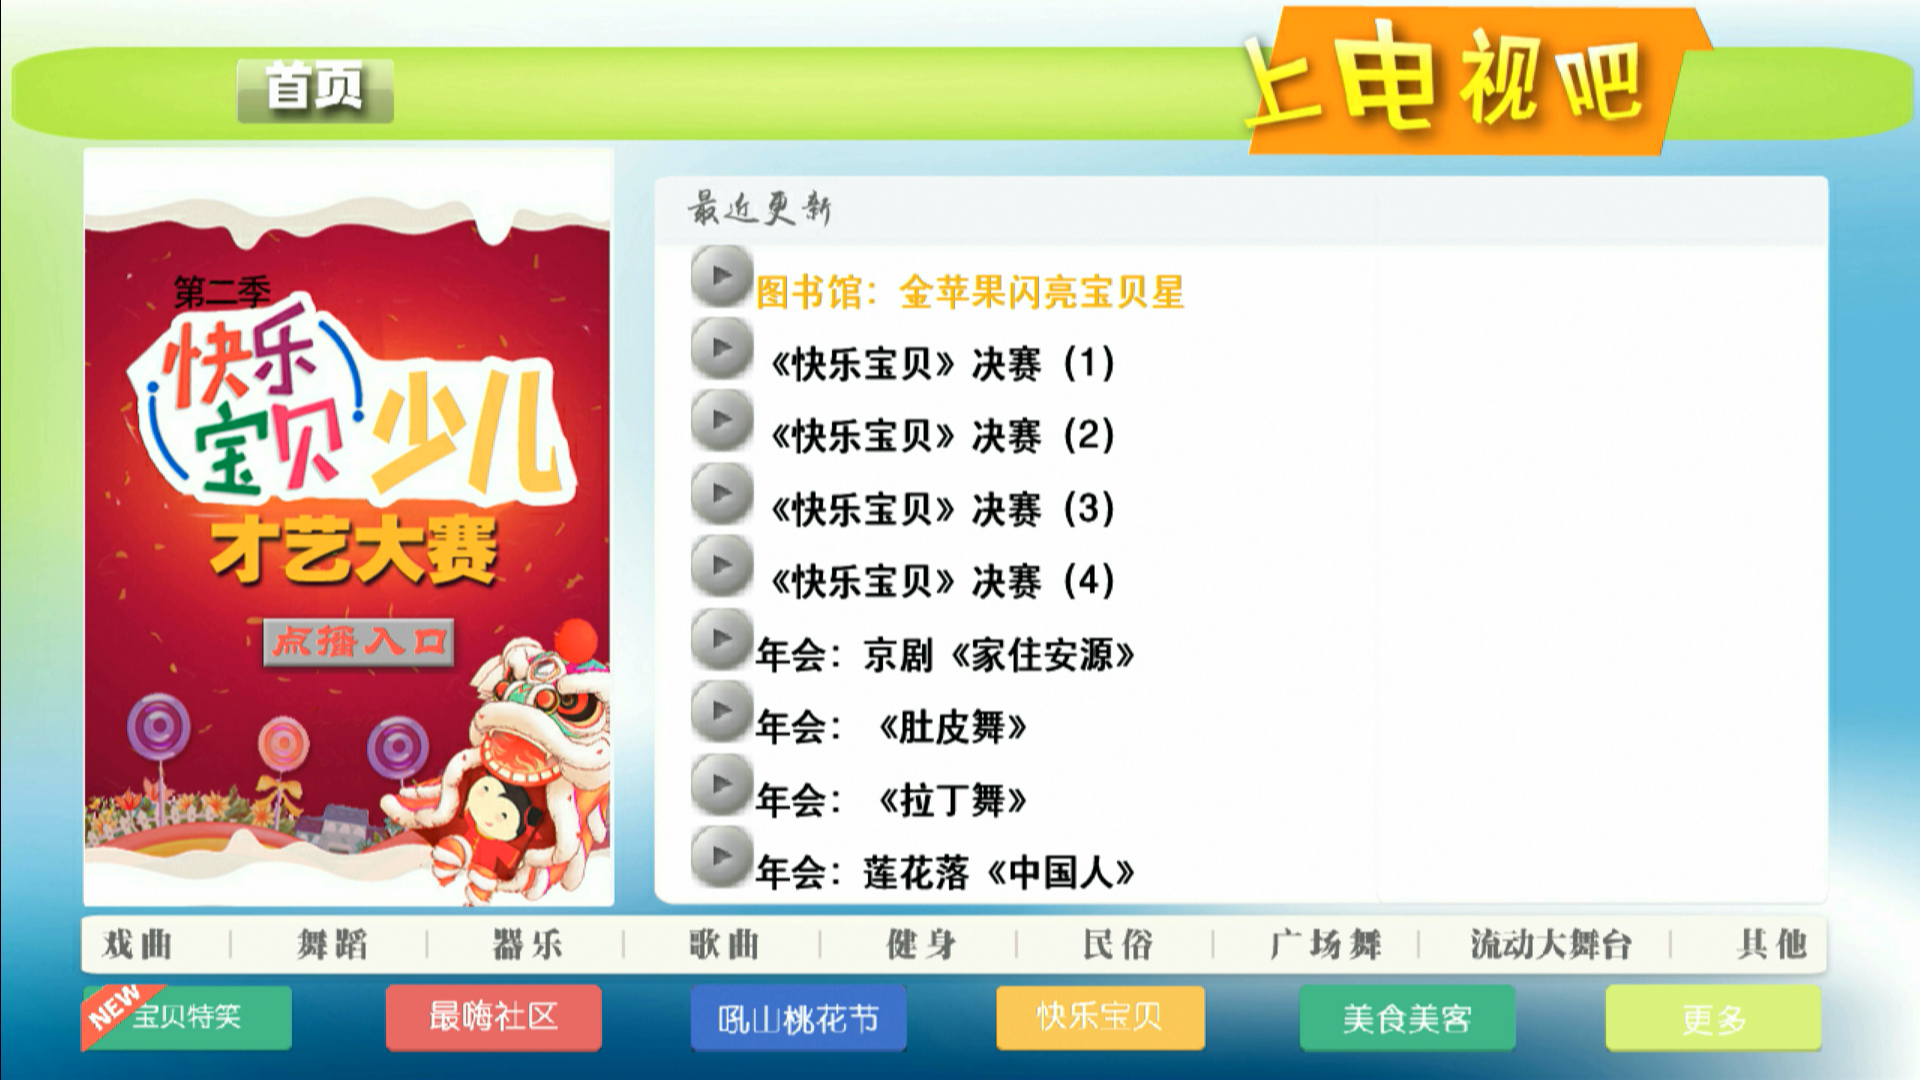 首页
上电视吧
第二季
快乐
宝贝
少儿
才艺大赛
点播入口
最近更新
图书馆：金苹果闪亮宝贝星
《快乐宝贝》决赛（1）
《快乐宝贝》决赛（2）
《快乐宝贝》决赛（3）
《快乐宝贝》决赛（4）
年会：京剧《家住安源》
年会：《肚皮舞》
年会：《拉丁舞》
年会：莲花落《中国人》
戏曲 舞蹈 器乐 歌曲 健身 民俗 广场舞 流动大舞台 其他
NEW 宝贝特笑 最嗨社区 吼山桃花节 快乐宝贝 美食美客 更多